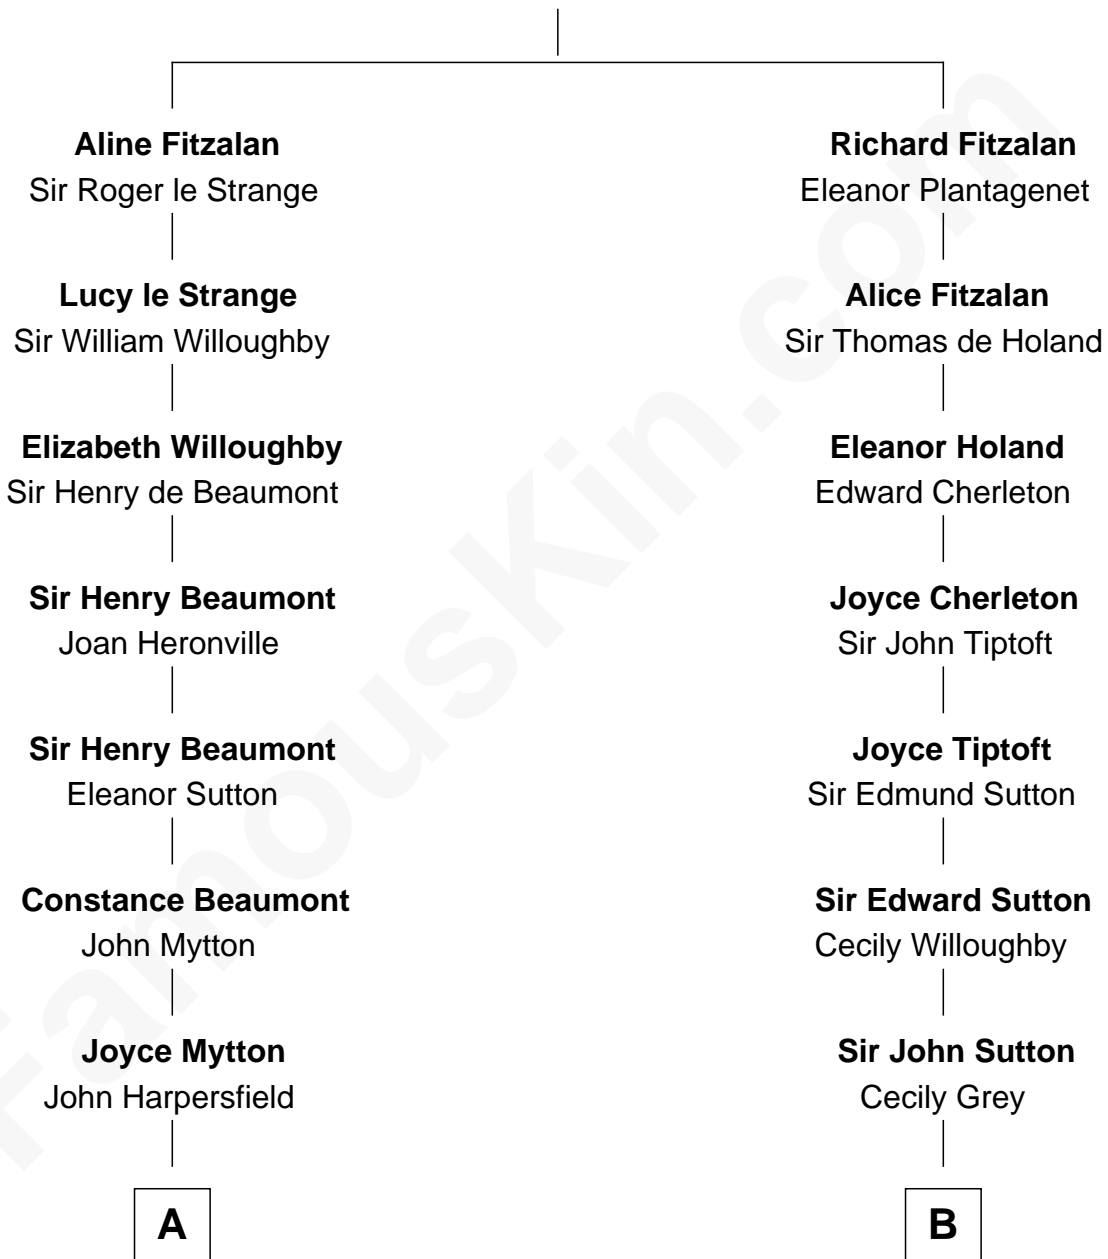 Aline Fitzalan
Sir Roger le Strange
Lucy le Strange
Sir William Willoughby
Elizabeth Willoughby
Sir Henry de Beaumont
Sir Henry Beaumont
Joan Heronville
Sir Henry Beaumont
Eleanor Sutton
Constance Beaumont
John Mytton
Joyce Mytton
John Harpersfield
A
Richard Fitzalan
Eleanor Plantagenet
Alice Fitzalan
Sir Thomas de Holand
Eleanor Holand
Edward Cherleton
Joyce Cherleton
Sir John Tiptoft
Joyce Tiptoft
Sir Edmund Sutton
Sir Edward Sutton
Cecily Willoughby
Sir John Sutton
Cecily Grey
B
FamousKin.com